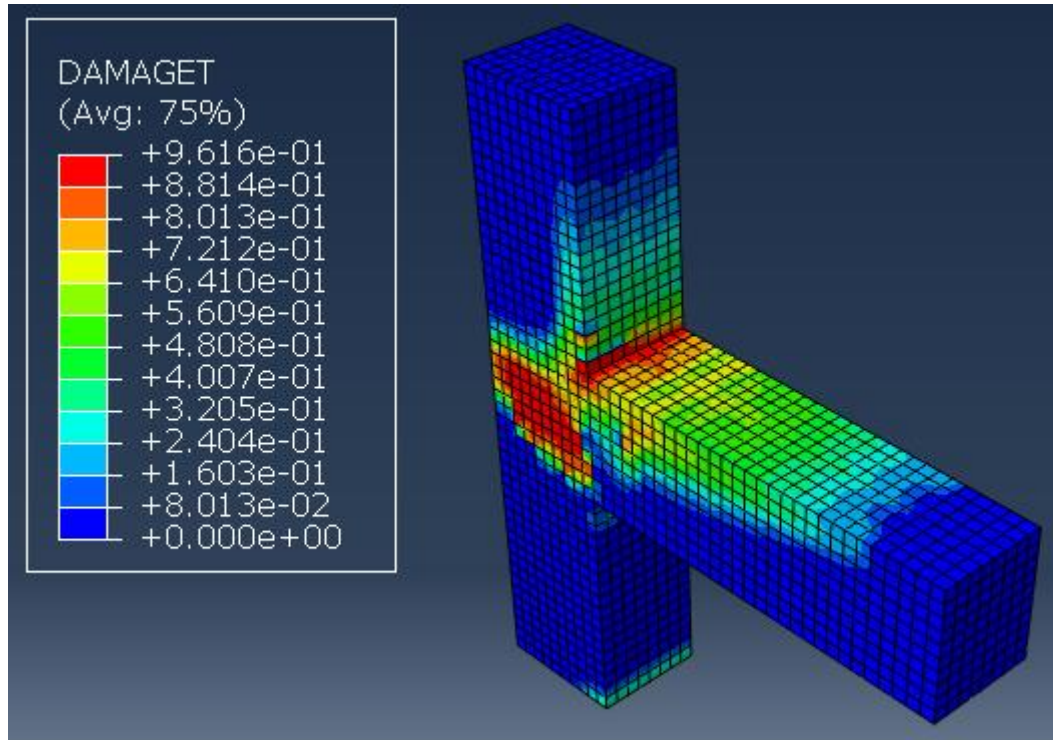 DAMAGET
(Avg: 75%)
+9.616e-01
+8.814e-01
+8.013e-01
+7.212e-01
+6.410e-01
+5.609e-01
+4.808e-01
+4.007e-01
+3.205e-01
+2.404e-01
+1.603e-01
+8.013e-02
+0.000e+00